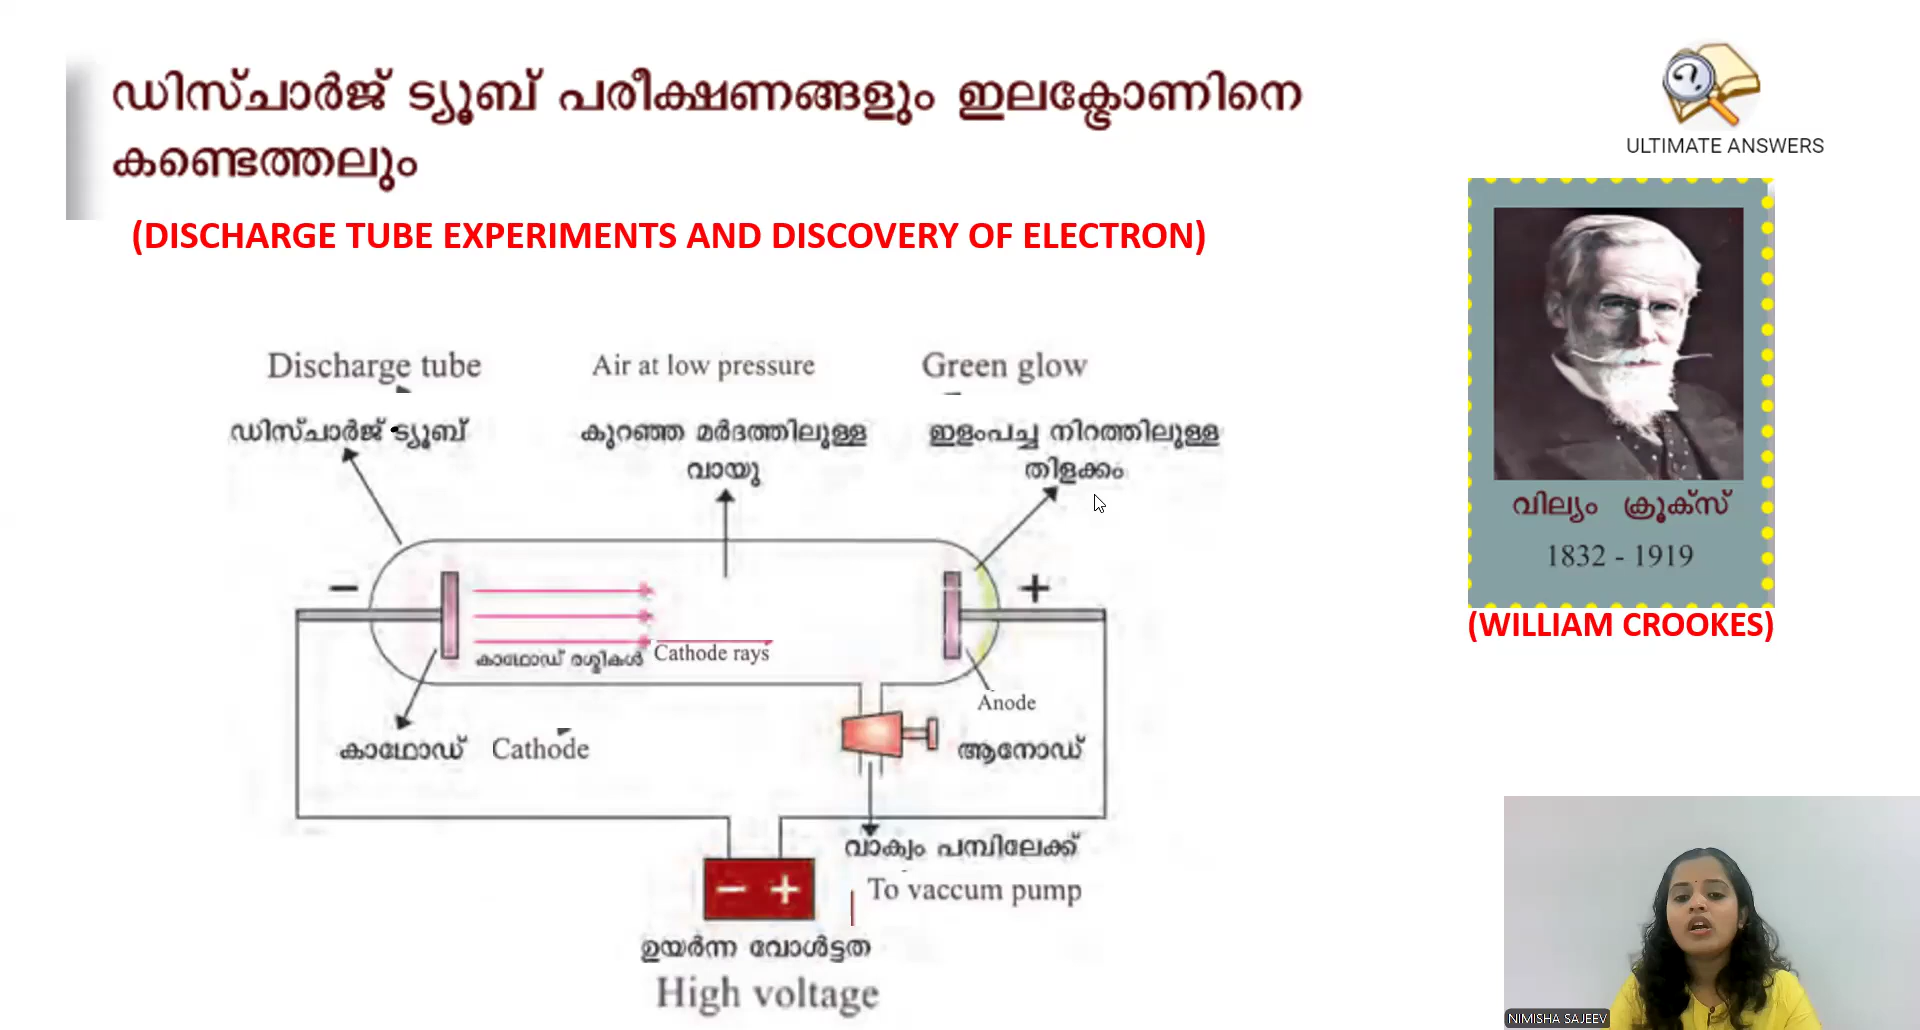 ഡിസ്ചാർജ് ട്യൂബ് പരീക്ഷണങ്ങളും ഇലക്ട്രോണിനെ
കണ്ടെത്തലും
(DISCHARGE TUBE EXPERIMENTS AND DISCOVERY OF ELECTRON)
ULTIMATE ANSWERS
Discharge tube
Air at low pressure
Green glow
ഡിസ്ചാർജ് ട്യൂബ്
കുറഞ്ഞ മർദത്തിലുള്ള
വായു
ഇളംപച്ച നിറത്തിലുള്ള
തിളക്കം
−
+
കാഥോഡ് രശ്മികൾ
Cathode rays
Anode
കാഥോഡ്
Cathode
ആനോഡ്
വാക്വം പമ്പിലേക്ക്
To vaccum pump
− +
ഉയർന്ന വോൾട്ടത
High voltage
വില്യം ക്രൂക്സ്
1832 - 1919
(WILLIAM CROOKES)
NIMISHA SAJEEV